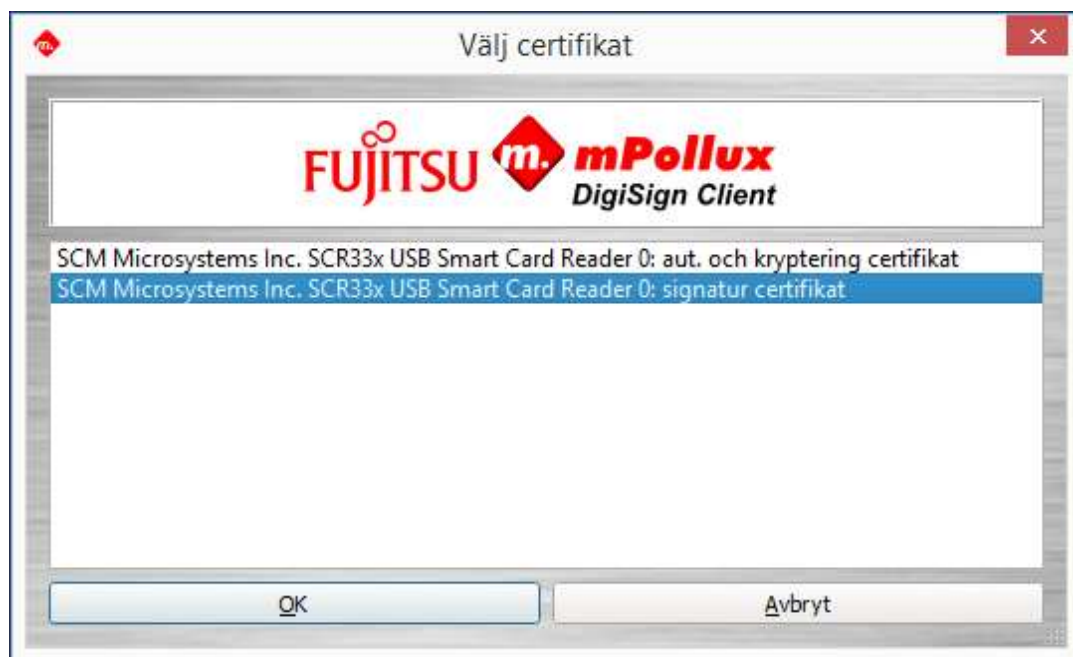 m.
Välj certifikat
FUJITSU m. mPollux
DigiSign Client
SCM Microsystems Inc. SCR33x USB Smart Card Reader 0: aut. och kryptering certifikat
SCM Microsystems Inc. SCR33x USB Smart Card Reader 0: signatur certifikat
OK
Avbryt